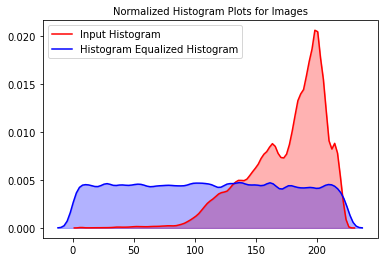 Normalized Histogram Plots for Images
Input Histogram
Histogram Equalized Histogram
0.020
0.015
0.010
0.005
0.000
0 50 100 150 200